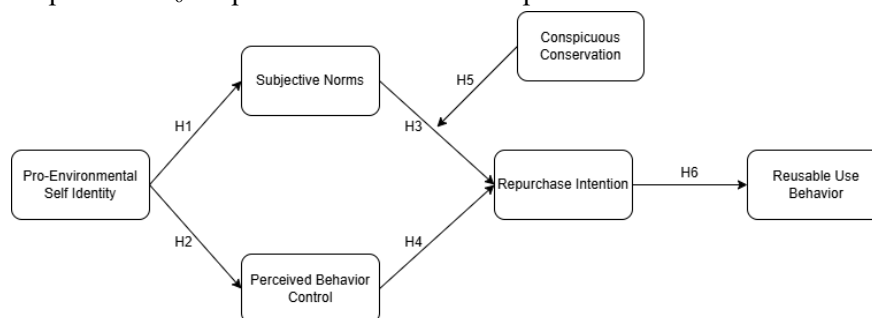 Conspicuous
Conservation
Subjective Norms
H5
H1
H3
Pro-Environmental
Self Identity
Repurchase Intention
H6
Reusable Use
Behavior
H2
H4
Perceived Behavior
Control